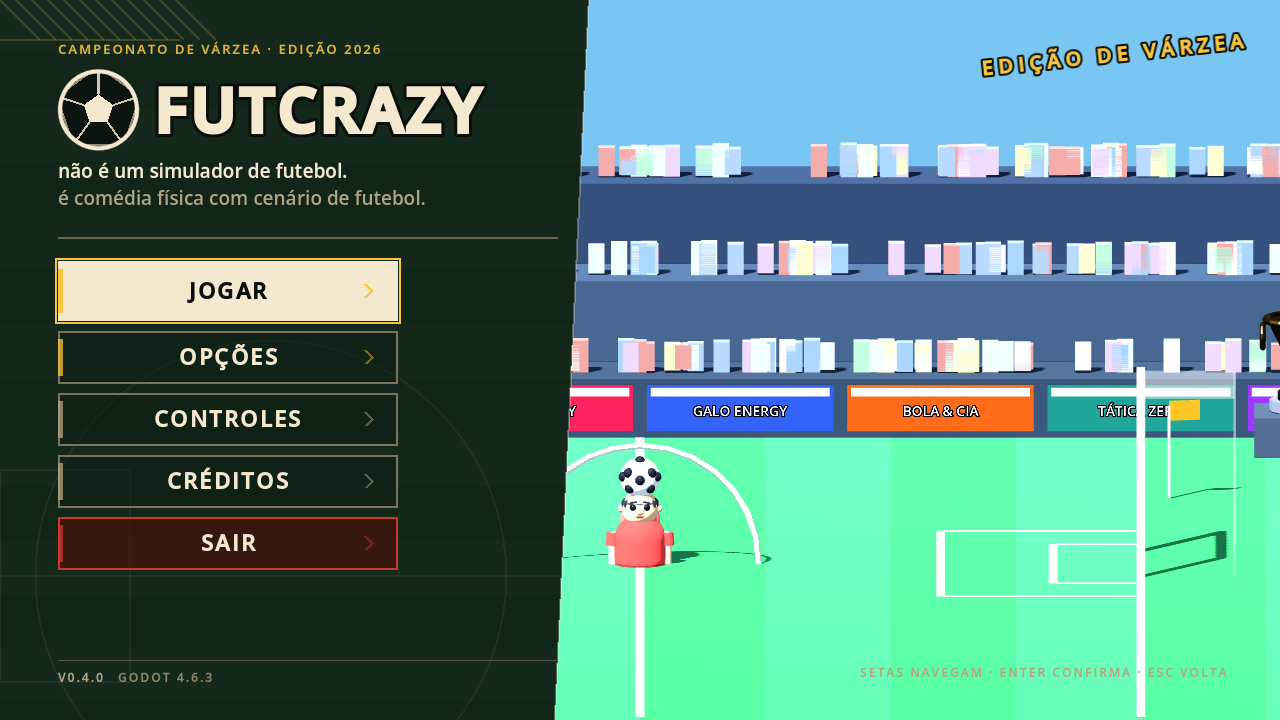 CAMPEONATO DE VÁRZEA · EDIÇÃO 2026
FUTCRAZY
não é um simulador de futebol.
é comédia física com cenário de futebol.
JOGAR
OPÇÕES
CONTROLES
CRÉDITOS
SAIR
V0.4.0 GODOT 4.6.3
EDIÇÃO DE VÁRZEA
GALO ENERGY
BOLA & CIA
TÁTICA ZER
SETAS NAVEGAM · ENTER CONFIRMA · ESC VOLTA